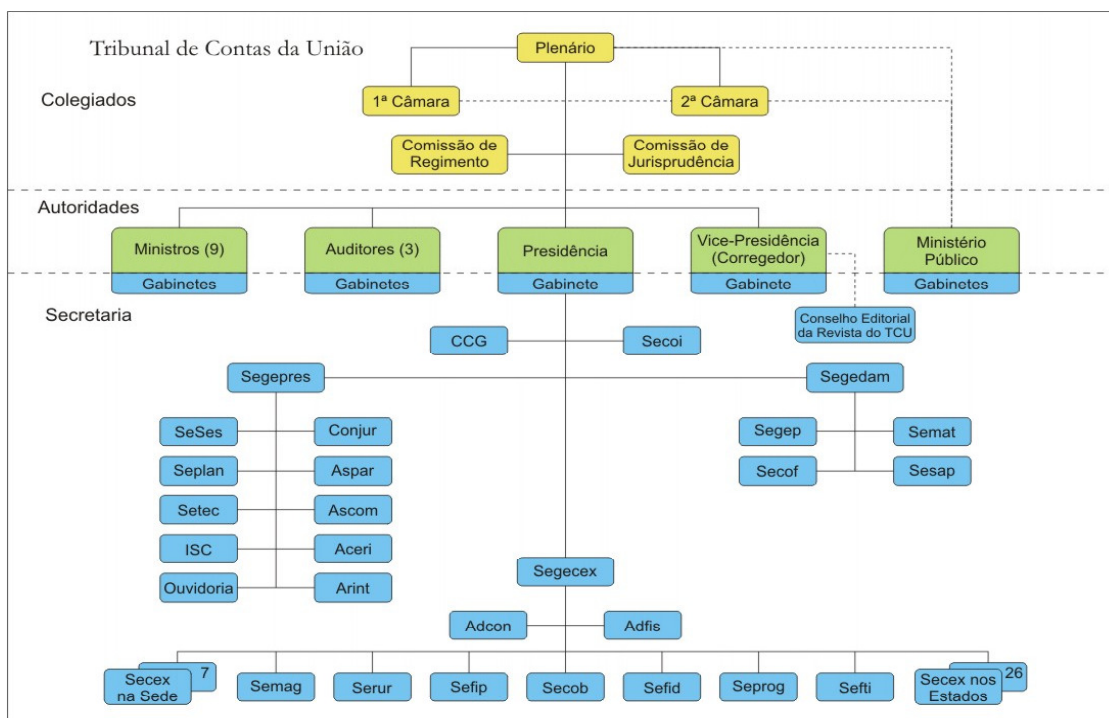 Tribunal de Contas da União
Plenário
Colegiados
1ª Câmara
2ª Câmara
Comissão de
Regimento
Comissão de
Jurisprudência
Autoridades
Ministros (9)
Gabinetes
Auditores (3)
Gabinetes
Presidência
Gabinete
Vice-Presidência
(Corregedor)
Gabinete
Ministério
Público
Gabinetes
Secretaria
Conselho Editorial
da Revista do TCU
CCG
Secoi
Segepres
Segedam
SeSes
Conjur
Seplan
Aspar
Setec
Ascom
ISC
Aceri
Ouvidoria
Arint
Segep
Semat
Secof
Sesap
Segecex
Adcon
Adfis
7
Secex
na Sede
Semag
Serur
Sefip
Secob
Sefid
Seprog
Sefti
26
Secex nos
Estados